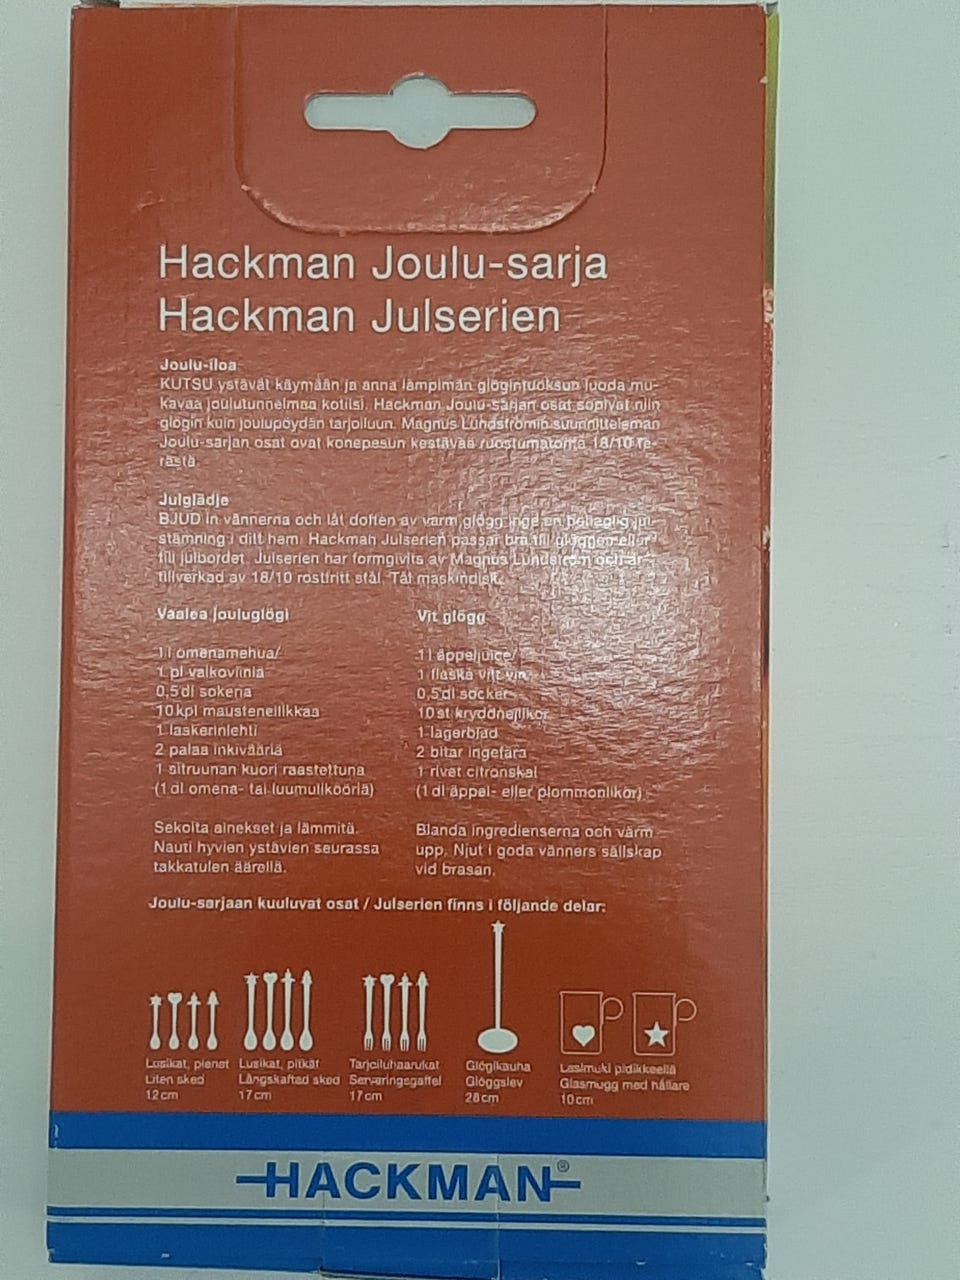 Hackman Joulu-sarja
Hackman Julserien
Joulu-iloa
KUTSU ystävät käymään ja anna lämpimän glögintuoksun luoda mu-
kavaa joulutunnelmaa kotiisi. Hackman Joulu-sarjan osat sopivat niin
glögin kuin joulupöydän tarjoiluun. Magnus Lundströmin suunnitteleman
Joulu-sarjan osat ovat konepesun kestävää ruostumatonta 18/10 te-
rästä.
Julglädje
BJUD in vännerna och låt doften av varm glögg inge en behaglig jul-
stämning i ditt hem. Hackman Julserien passar bra till glöggen eller
till julbordet. Julserien har formgivits av Magnus Lundström och är
tillverkad av 18/10 rostfritt stål. Tål maskindisk.
Vaalea jouluglögi
1 l omenamehua/
1 pl valkoviiniä
0,5 dl sokeria
10 kpl mausteneilikkaa
1 laakerinlehti
2 palaa inkivääriä
1 sitruunan kuori raastettuna
(1 dl omena- tai luumulikööriä)
Sekoita ainekset ja lämmitä.
Nauti hyvien ystävien seurassa
takkatulen äärellä.
Vit glögg
1 l äppeljuice/
1 flaska vitt vin
0,5 dl socker
10 st kryddnejlikor
1 lagerblad
2 bitar ingefära
1 rivet citronskal
(1 dl äppel- eller plommonlikör)
Blanda ingredienserna och värm
upp. Njut i goda vänners sällskap
vid brasan.
Joulu-sarjaan kuuluvat osat / Julserien finns i följande delar:
Lusikat, pienet
Liten sked
12 cm
Lusikat, pitkät
Långskaftad sked
17 cm
Tarjoiluhaarukat
Serveringsgaffel
17 cm
Glögikauha
Glöggslev
28 cm
Lasimuki pidikkeellä
Glasmugg med hållare
10 cm
HACKMAN®